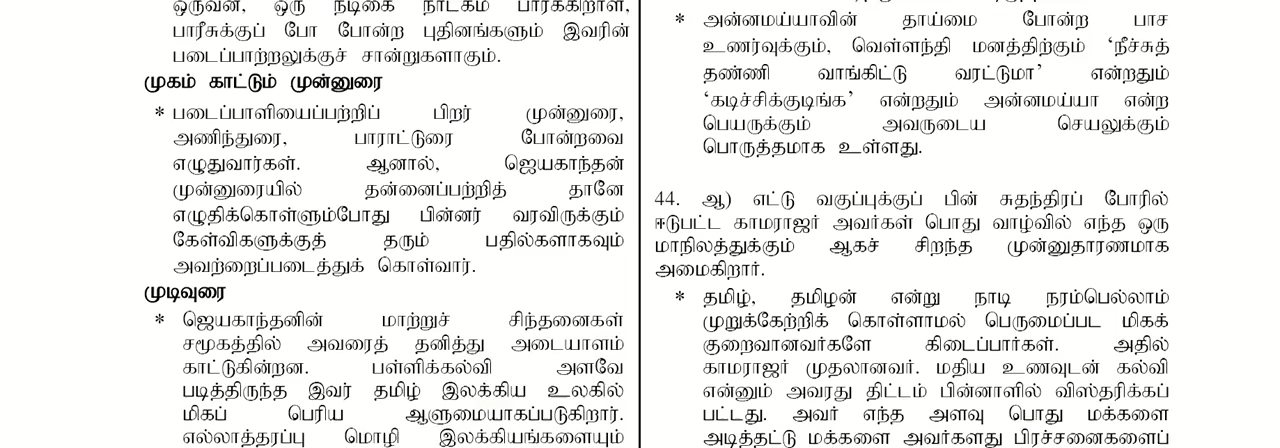 ஒருவன், ஒரு நடிகை நாடகம் பார்க்கிறாள்,
பாரீசுக்குப் போ போன்ற புதினங்களும் இவரின்
படைப்பாற்றலுக்குச் சான்றுகளாகும்.
முகம் காட்டும் முன்னுரை
* படைப்பாளியைப்பற்றிப் பிறர் முன்னுரை,
அணிந்துரை, பாராட்டுரை போன்றவை
எழுதுவார்கள். ஆனால், ஜெயகாந்தன்
முன்னுரையில் தன்னைப்பற்றித் தானே
எழுதிக்கொள்ளும்போது பின்னர் வரவிருக்கும்
கேள்விகளுக்குத் தரும் பதில்களாகவும்
அவற்றைப்படைத்துக் கொள்வார்.
முடிவுரை
* ஜெயகாந்தனின் மாற்றுச் சிந்தனைகள்
சமூகத்தில் அவரைத் தனித்து அடையாளம்
காட்டுகின்றன. பள்ளிக்கல்வி அளவே
படித்திருந்த இவர் தமிழ் இலக்கிய உலகில்
மிகப் பெரிய ஆளுமையாகப்படுகிறார்.
எல்லாத்தரப்பு மொழி இலக்கியங்களையும்
* அன்னமய்யாவின் தாய்மை போன்ற பாச
உணர்வுக்கும், வெள்ளந்தி மனத்திற்கும் ‘நீச்சுத்
தண்ணி வாங்கிட்டு வரட்டுமா’ என்றதும்
‘கடிச்சிக்குடிங்க’ என்றதும் அன்னமய்யா என்ற
பெயருக்கும் அவருடைய செயலுக்கும்
பொருத்தமாக உள்ளது.
44. ஆ) எட்டு வகுப்புக்குப் பின் சுதந்திரப் போரில்
ஈடுபட்ட காமராஜர் அவர்கள் பொது வாழ்வில் எந்த ஒரு
மாநிலத்துக்கும் ஆகச் சிறந்த முன்னுதாரணமாக
அமைகிறார்.
* தமிழ், தமிழன் என்று நாடி நரம்பெல்லாம்
முறுக்கேற்றிக் கொள்ளாமல் பெருமைப்பட மிகக்
குறைவானவர்களே கிடைப்பார்கள். அதில்
காமராஜர் முதலானவர். மதிய உணவுடன் கல்வி
என்னும் அவரது திட்டம் பின்னாளில் விஸ்தரிக்கப்
பட்டது. அவர் எந்த அளவு பொது மக்களை
அடித்தட்டு மக்களை அவர்களது பிரச்சனைகளைப்